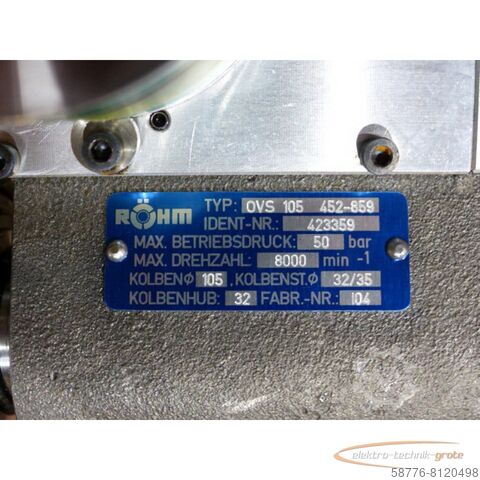 RÖHM
TYP: OVS 105 452-859
IDENT-NR.: 423359
MAX. BETRIEBSDRUCK: 50 bar
MAX. DREHZAHL: 8000 min -1
KOLBENØ 105 , KOLBENST.Ø 32/35
KOLBENHUB: 32 FABR.-NR.: 104
elektro-technik-grote
58776-8120498